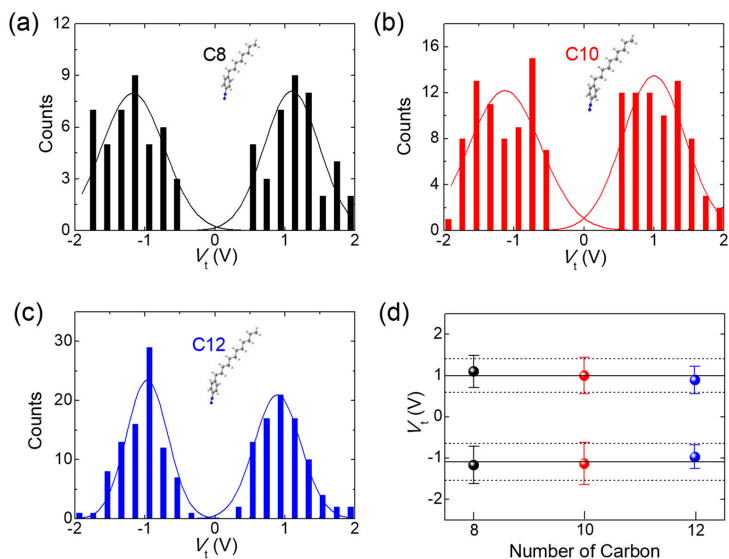 (a)
C8
Counts
12
9
6
3
0
-2 -1 0 1 2
Vt (V)
(b)
C10
Counts
16
12
8
4
0
-2 -1 0 1 2
Vt (V)
(c)
C12
Counts
30
20
10
0
-2 -1 0 1 2
Vt (V)
(d)
Vt (V)
2
1
0
-1
-2
8 10 12
Number of Carbon